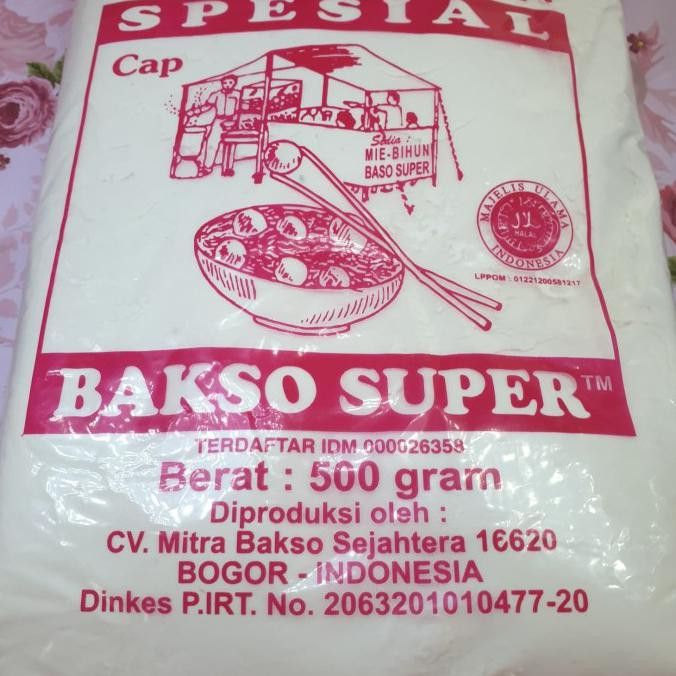 SPESIAL
Cap
Sedia :
MIE-BIHUN
BASO SUPER
MAJELIS ULAMA
HALAL
INDONESIA
LPPOM : 01221200581217
BAKSO SUPER™
TERDAFTAR IDM 000026358
Berat : 500 gram
Diproduksi oleh :
CV. Mitra Bakso Sejahtera 16620
BOGOR - INDONESIA
Dinkes P.IRT. No. 2063201010477-20